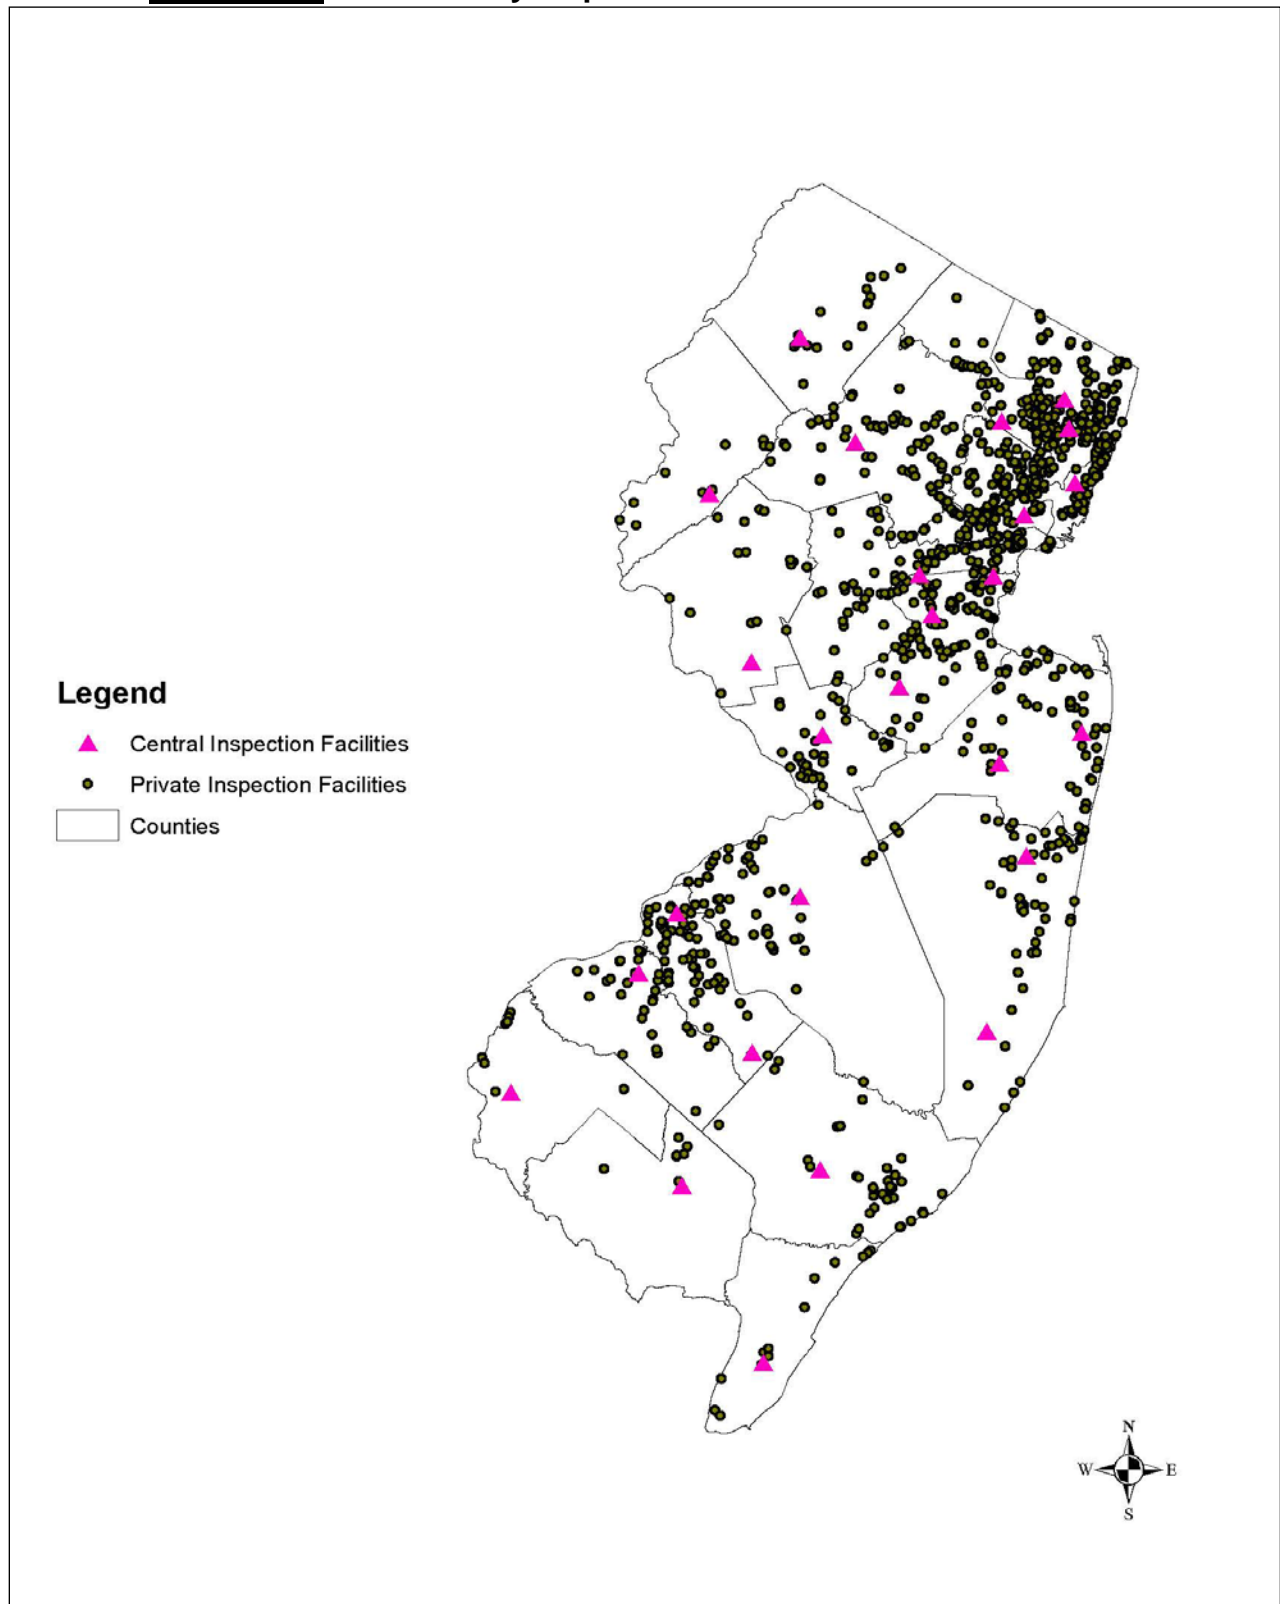 Legend
Central Inspection Facilities
Private Inspection Facilities
Counties
N
W E
S